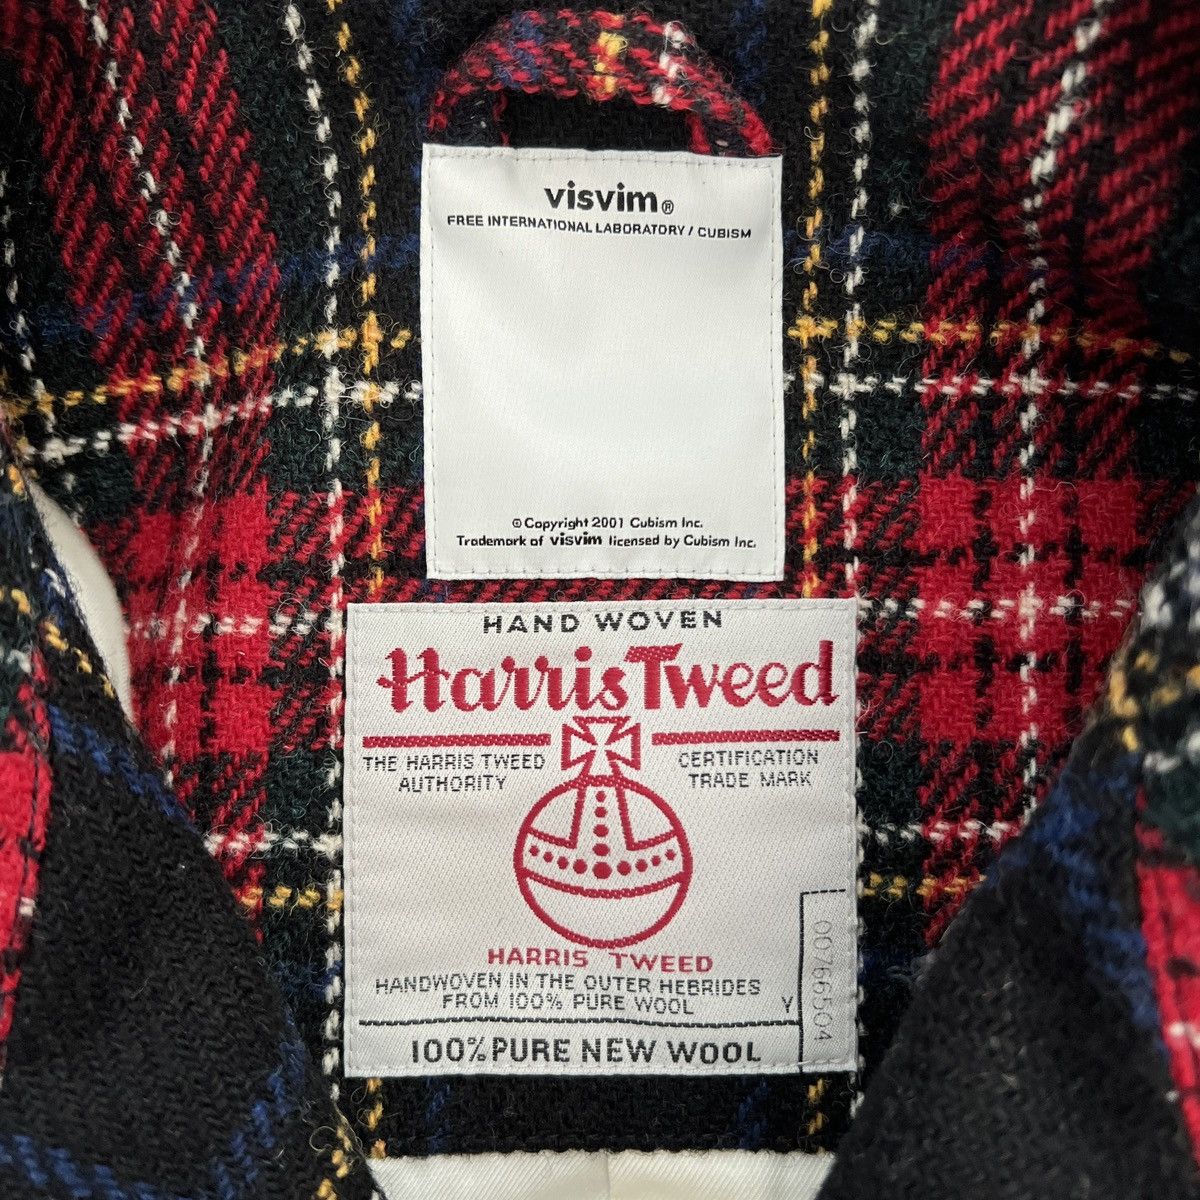 visvim®
FREE INTERNATIONAL LABORATORY / CUBISM
©Copyright 2001 Cubism Inc.
Trademark of visvim licensed by Cubism Inc.
HAND WOVEN
Harris Tweed
THE HARRIS TWEED
AUTHORITY
CERTIFICATION
TRADE MARK
HARRIS TWEED
HANDWOVEN IN THE OUTER HEBRIDES
FROM 100% PURE WOOL
Y
0076504
100% PURE NEW WOOL